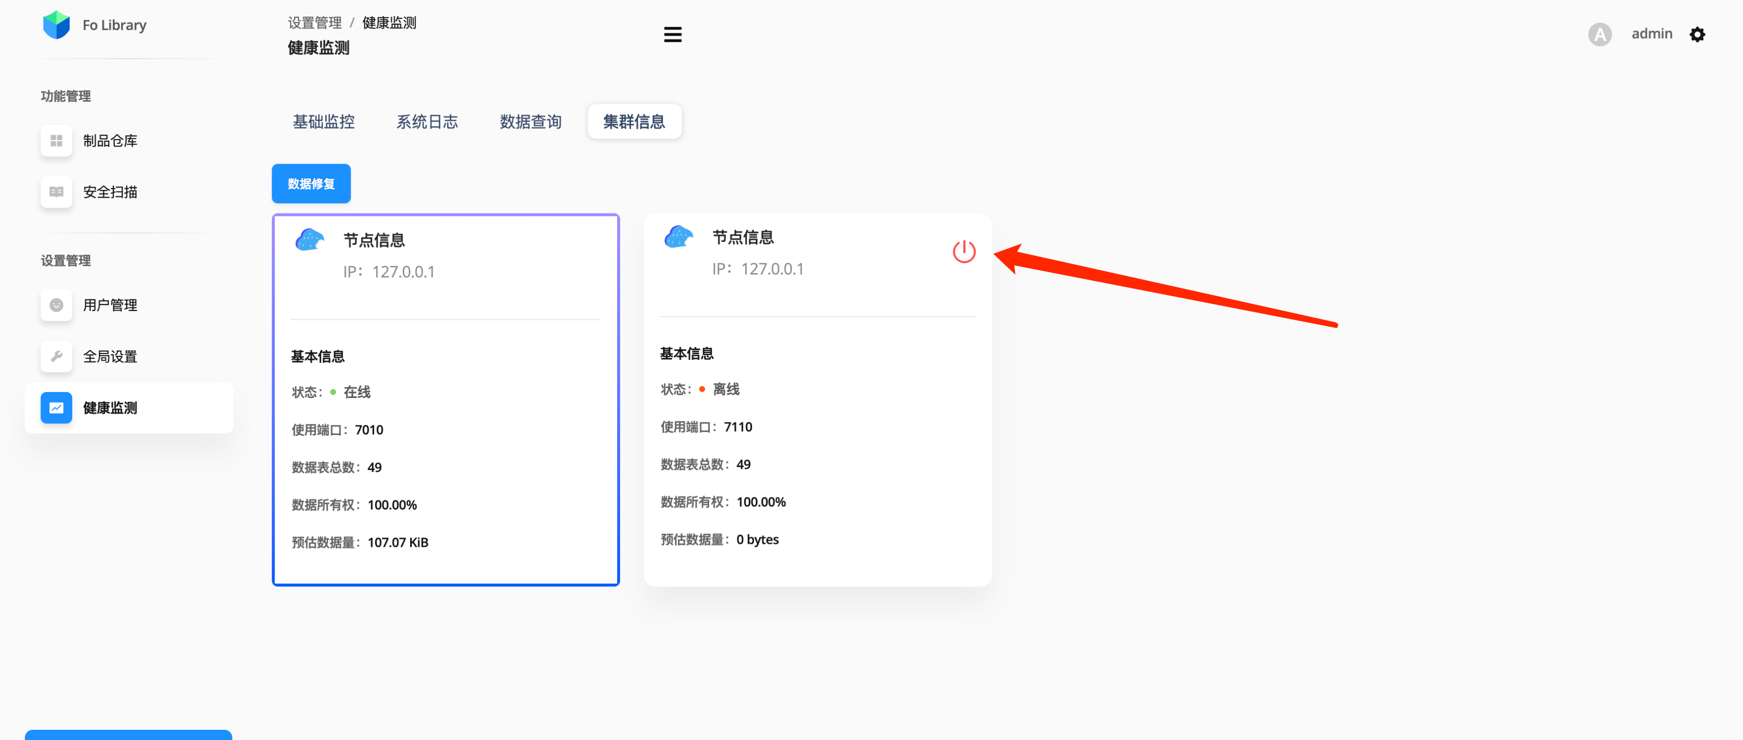 Fo Library
设置管理 / 健康监测
健康监测
A admin
功能管理
制品仓库
安全扫描
设置管理
用户管理
全局设置
健康监测
基础监控 系统日志 数据查询 集群信息
数据修复
节点信息
IP：127.0.0.1
基本信息
状态： 在线
使用端口：7010
数据表总数：49
数据所有权：100.00%
预估数据量：107.07 KiB
节点信息
IP：127.0.0.1
基本信息
状态： 离线
使用端口：7110
数据表总数：49
数据所有权：100.00%
预估数据量：0 bytes